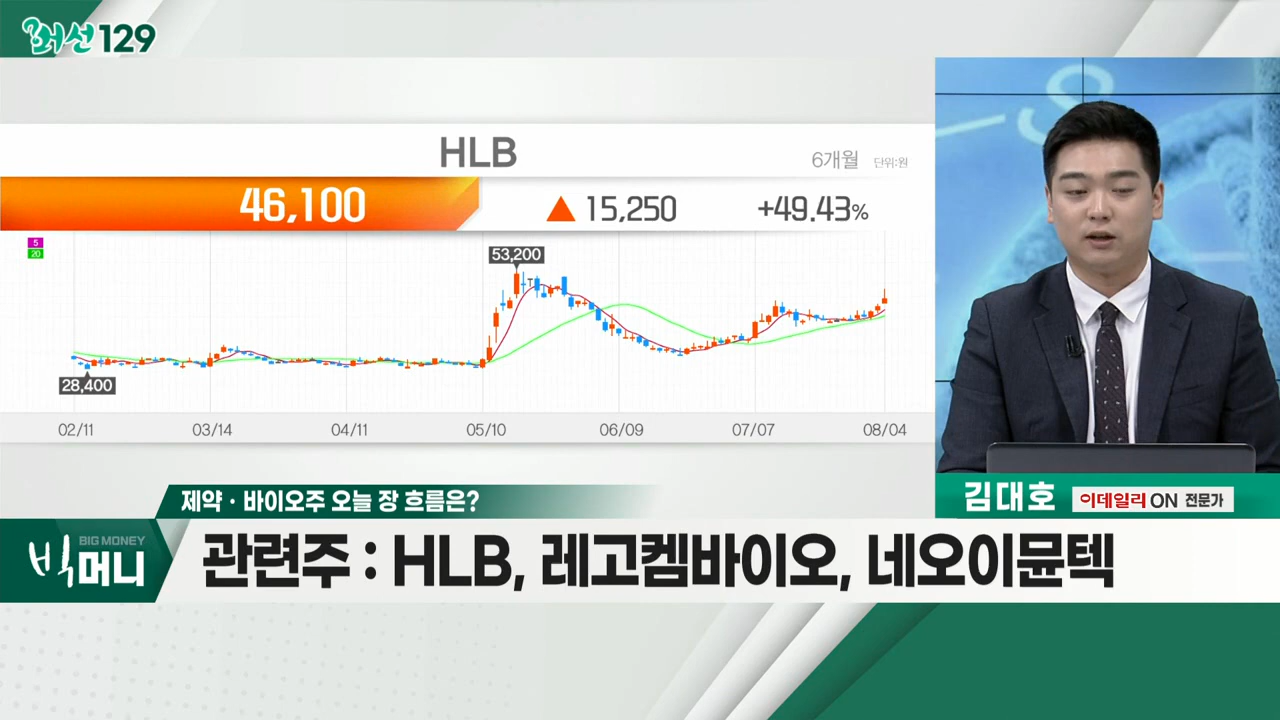 최선129
HLB
6개월 단위:원
46,100 ▲ 15,250 +49.43%
5
20
53,200
28,400
02/11 03/14 04/11 05/10 06/09 07/07 08/04
김대호 이데일리ON 전문가
제약·바이오주 오늘 장 흐름은?
BIG MONEY
빅머니
관련주 : HLB, 레고켐바이오, 네오이뮨텍